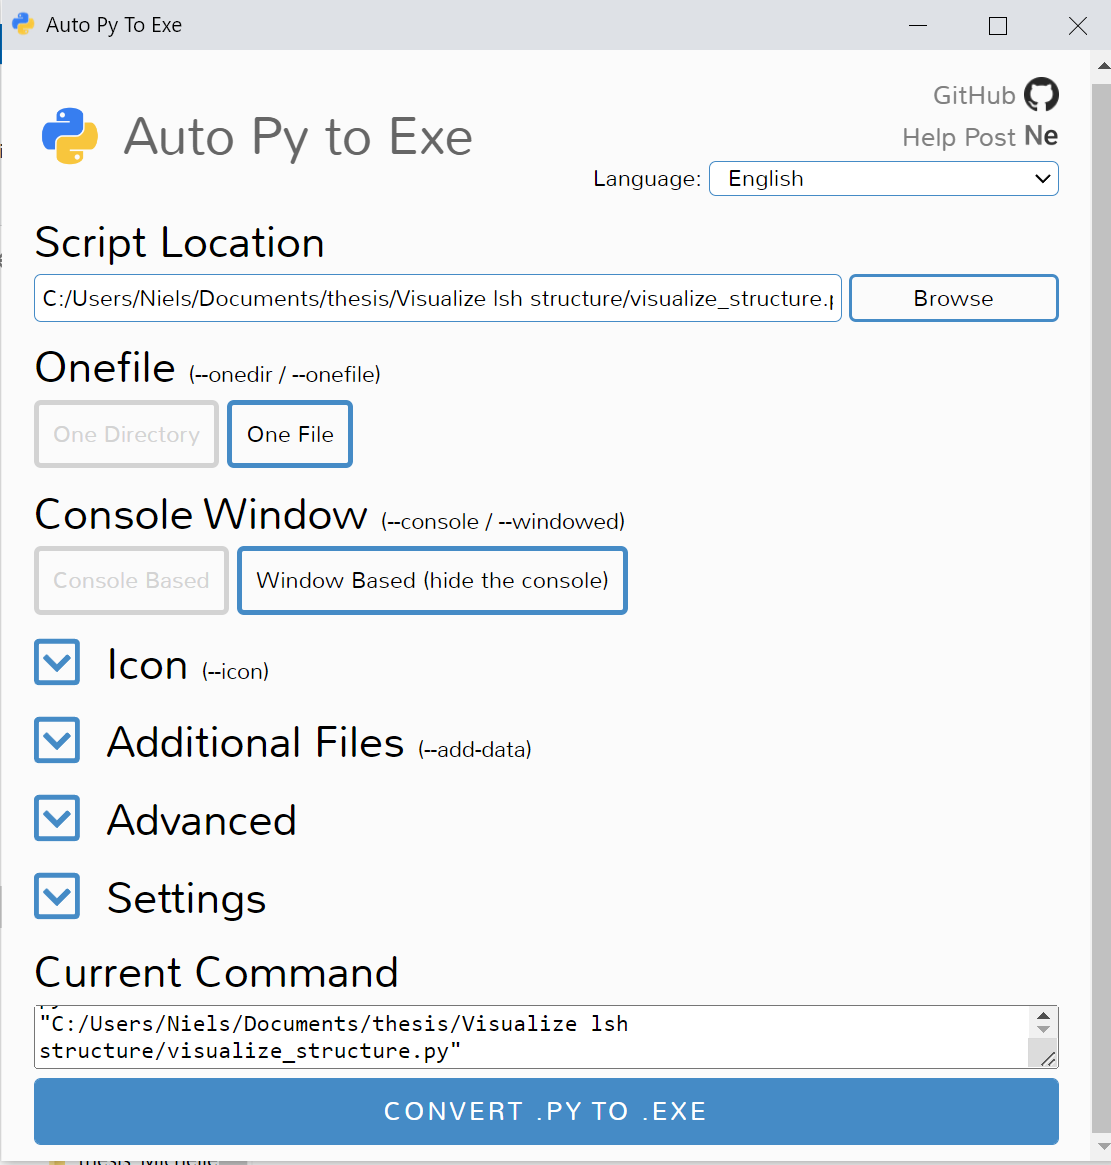 Auto Py To Exe
GitHub
Auto Py to Exe
Help Post Ne
Language: English
Script Location
C:/Users/Niels/Documents/thesis/Visualize lsh structure/visualize_structure.p
Browse
Onefile (--onedir / --onefile)
One Directory One File
Console Window (--console / --windowed)
Console Based Window Based (hide the console)
Icon (--icon)
Additional Files (--add-data)
Advanced
Settings
Current Command
"C:/Users/Niels/Documents/thesis/Visualize lsh
structure/visualize_structure.py"
CONVERT .PY TO .EXE